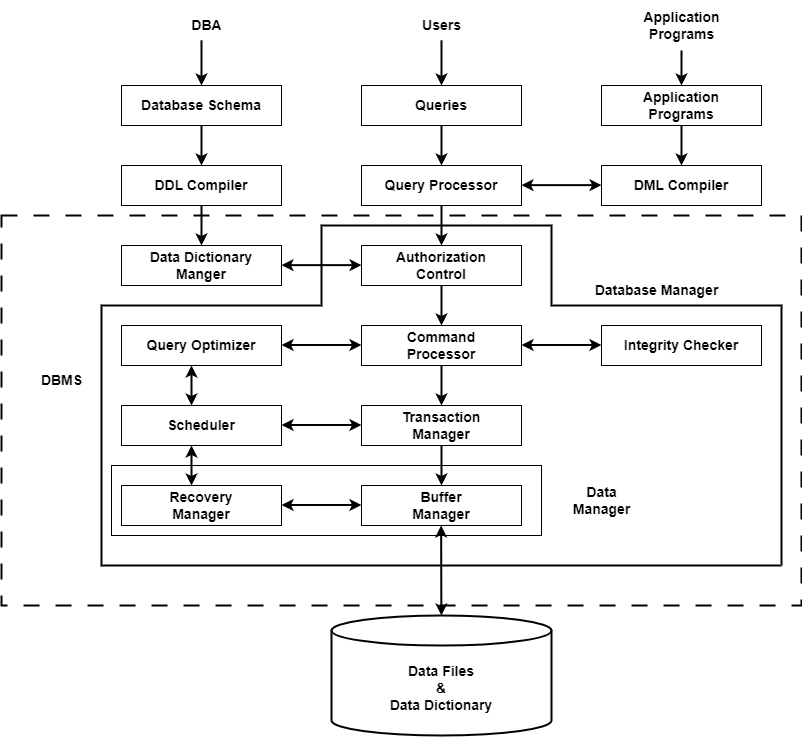 DBA
Users
Application
Programs
Database Schema
Queries
Application
Programs
DDL Compiler
Query Processor
DML Compiler
Data Dictionary
Manger
Authorization
Control
Database Manager
Query Optimizer
Command
Processor
Integrity Checker
DBMS
Scheduler
Transaction
Manager
Recovery
Manager
Buffer
Manager
Data
Manager
Data Files
&
Data Dictionary